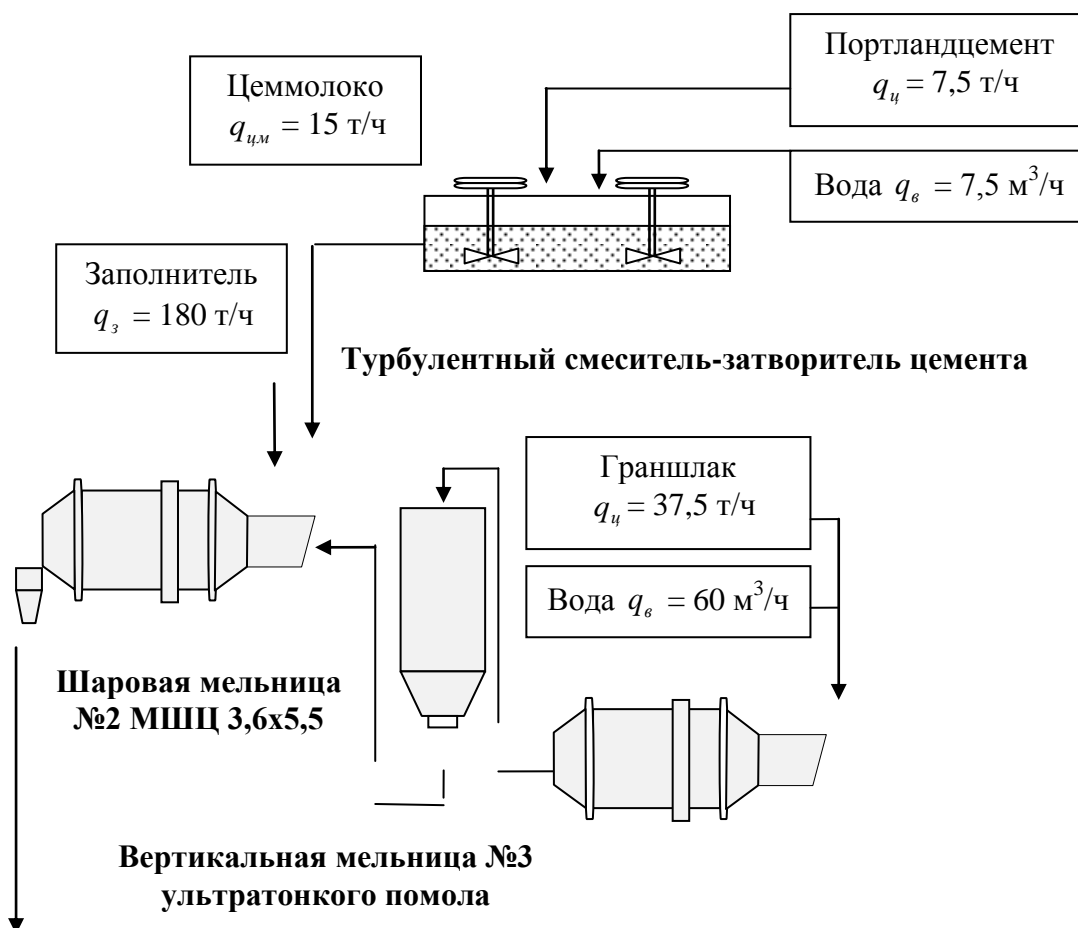 Портландцемент
q_ц = 7,5 т/ч
Цеммолоко
q_цм = 15 т/ч
Вода q_в = 7,5 м³/ч
Заполнитель
q_з = 180 т/ч
Турбулентный смеситель-затворитель цемента
Граншлак
q_ц = 37,5 т/ч
Вода q_в = 60 м³/ч
Шаровая мельница
№2 МШЦ 3,6х5,5
Вертикальная мельница №3
ультратонкого помола